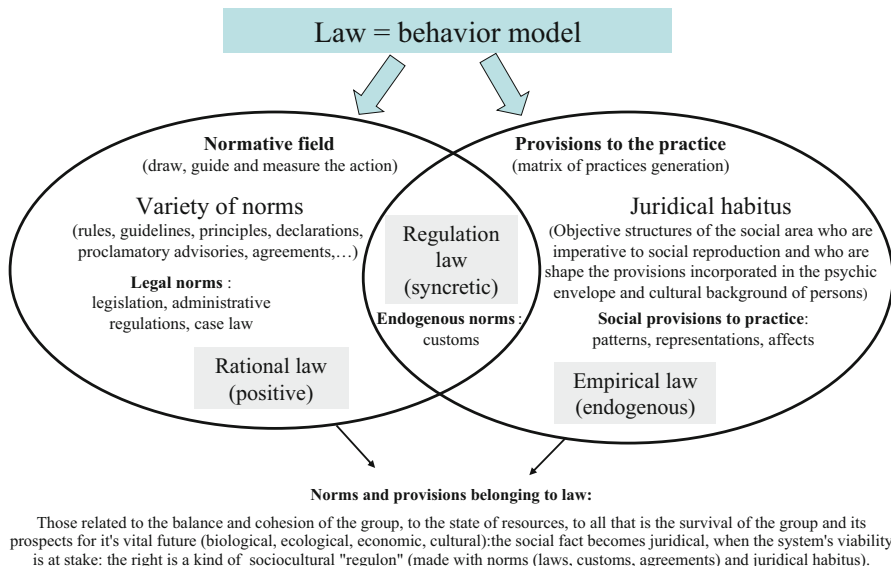 Law = behavior model
Normative field
(draw, guide and measure the action)
Variety of norms
(rules, guidelines, principles, declarations,
proclamatory advisories, agreements,…)
Legal norms :
legislation, administrative
regulations, case law
Rational law
(positive)
Regulation
law
(syncretic)
Endogenous norms :
customs
Provisions to the practice
(matrix of practices generation)
Juridical habitus
(Objective structures of the social area who are
imperative to social reproduction and who are
shape the provisions incorporated in the psychic
envelope and cultural background of persons)
Social provisions to practice:
patterns, representations, affects
Empirical law
(endogenous)
Norms and provisions belonging to law:
Those related to the balance and cohesion of the group, to the state of resources, to all that is the survival of the group and its
prospects for it's vital future (biological, ecological, economic, cultural):the social fact becomes juridical, when the system's viability
is at stake: the right is a kind of sociocultural "regulon" (made with norms (laws, customs, agreements) and juridical habitus).